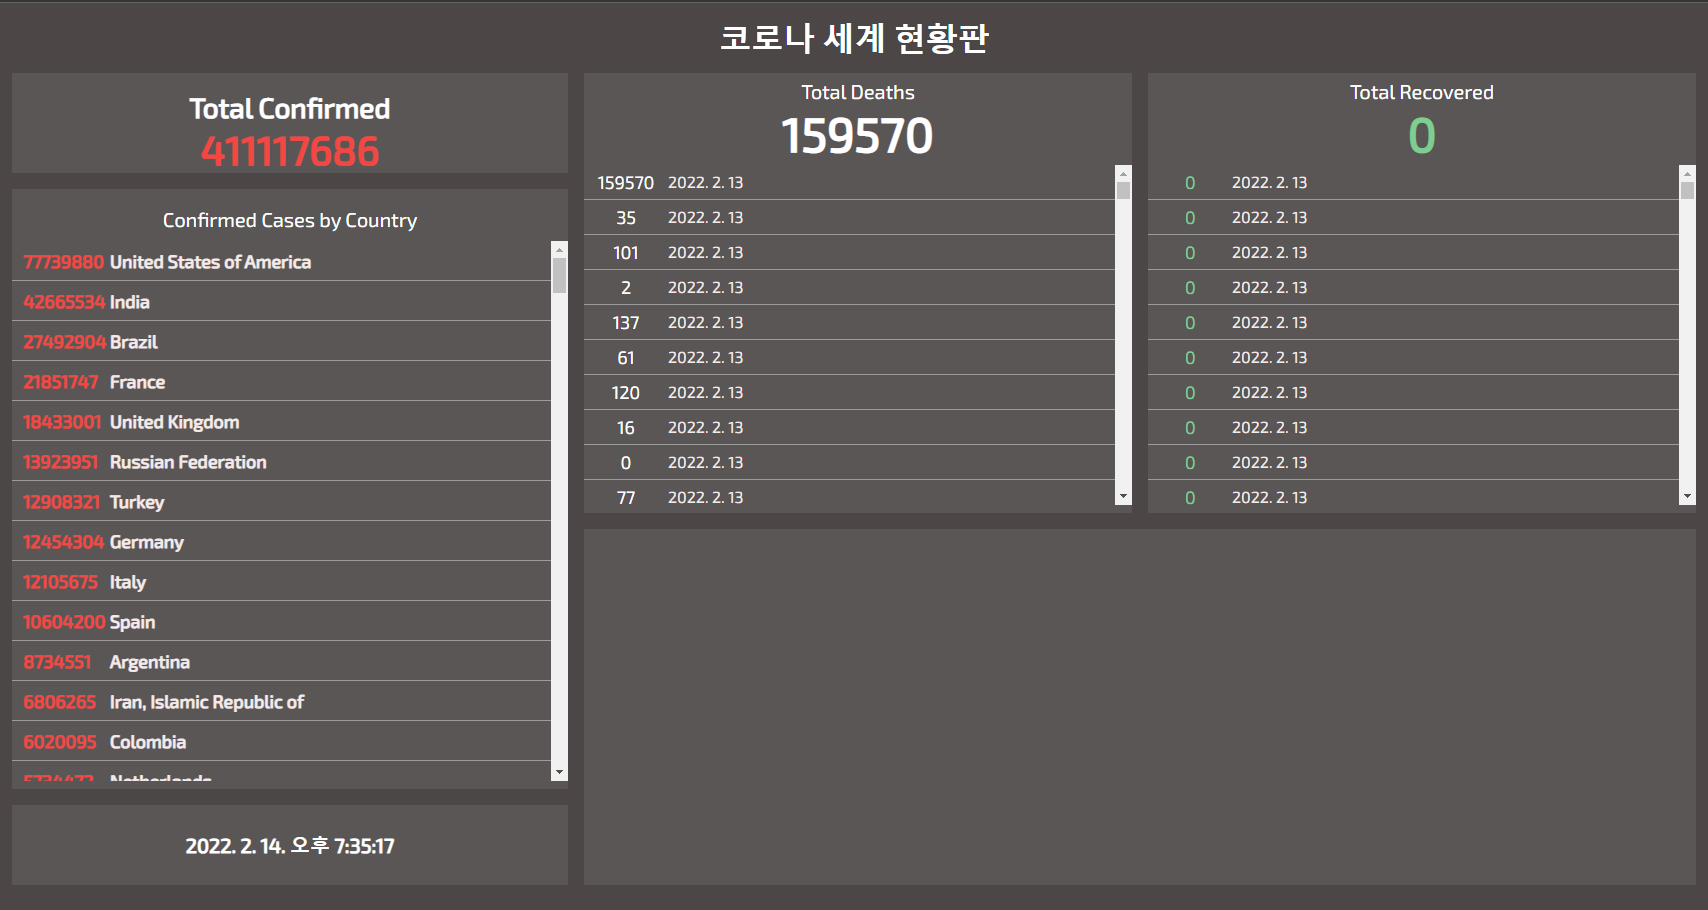 코로나 세계 현황판
Total Confirmed
411117686
Confirmed Cases by Country
77739880 United States of America
42665534 India
27492904 Brazil
21851747 France
18433001 United Kingdom
13923951 Russian Federation
12908321 Turkey
12454304 Germany
12105675 Italy
10604200 Spain
8734551 Argentina
6806265 Iran, Islamic Republic of
6020095 Colombia
Netherlands
2022. 2. 14. 오후 7:35:17
Total Deaths
159570
159570 2022. 2. 13
35 2022. 2. 13
101 2022. 2. 13
2 2022. 2. 13
137 2022. 2. 13
61 2022. 2. 13
120 2022. 2. 13
16 2022. 2. 13
0 2022. 2. 13
77 2022. 2. 13
Total Recovered
0
0 2022. 2. 13
0 2022. 2. 13
0 2022. 2. 13
0 2022. 2. 13
0 2022. 2. 13
0 2022. 2. 13
0 2022. 2. 13
0 2022. 2. 13
0 2022. 2. 13
0 2022. 2. 13